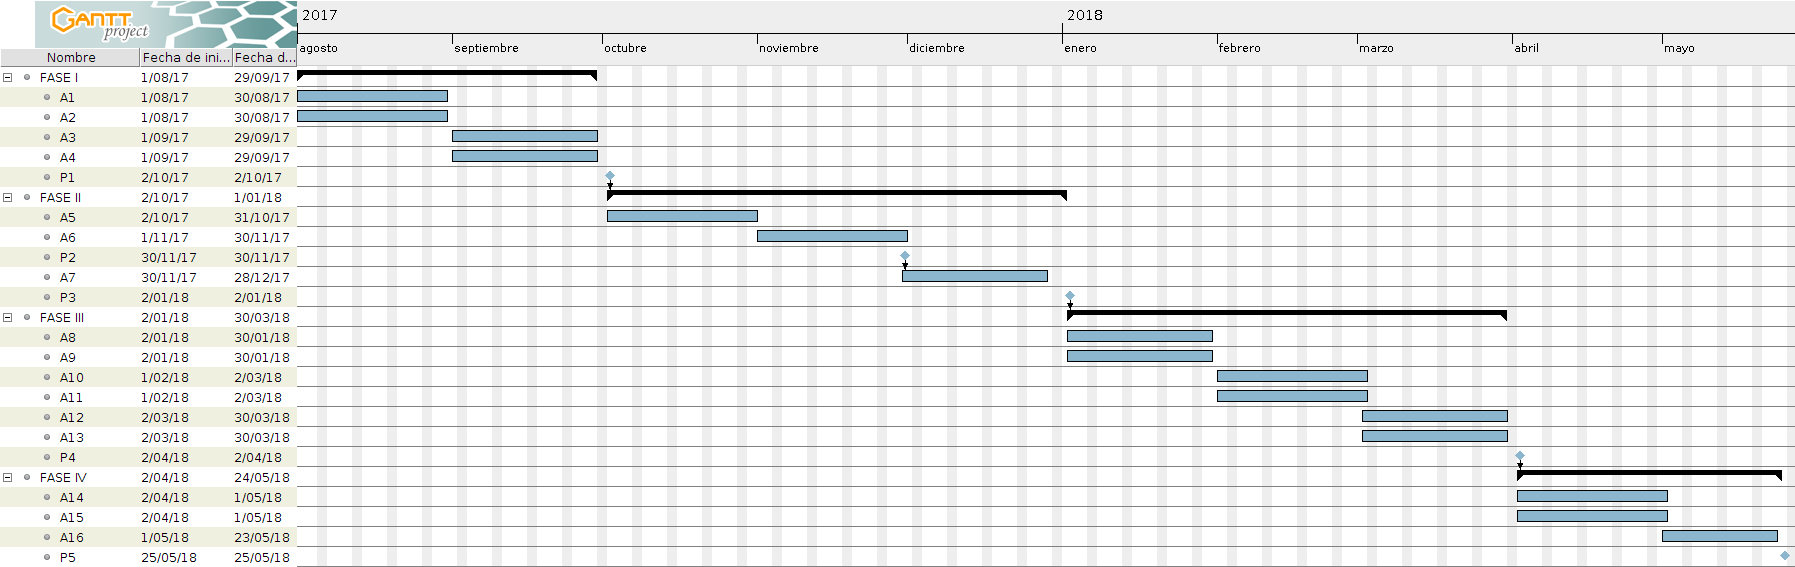 GANTT
project
2017 2018
agosto septiembre octubre noviembre diciembre enero febrero marzo abril mayo
Nombre Fecha de ini... Fecha d...
FASE I 1/08/17 29/09/17
A1 1/08/17 30/08/17
A2 1/08/17 30/08/17
A3 1/09/17 29/09/17
A4 1/09/17 29/09/17
P1 2/10/17 2/10/17
FASE II 2/10/17 1/01/18
A5 2/10/17 31/10/17
A6 1/11/17 30/11/17
P2 30/11/17 30/11/17
A7 30/11/17 28/12/17
P3 2/01/18 2/01/18
FASE III 2/01/18 30/03/18
A8 2/01/18 30/01/18
A9 2/01/18 30/01/18
A10 1/02/18 2/03/18
A11 1/02/18 2/03/18
A12 2/03/18 30/03/18
A13 2/03/18 30/03/18
P4 2/04/18 2/04/18
FASE IV 2/04/18 24/05/18
A14 2/04/18 1/05/18
A15 2/04/18 1/05/18
A16 1/05/18 23/05/18
P5 25/05/18 25/05/18